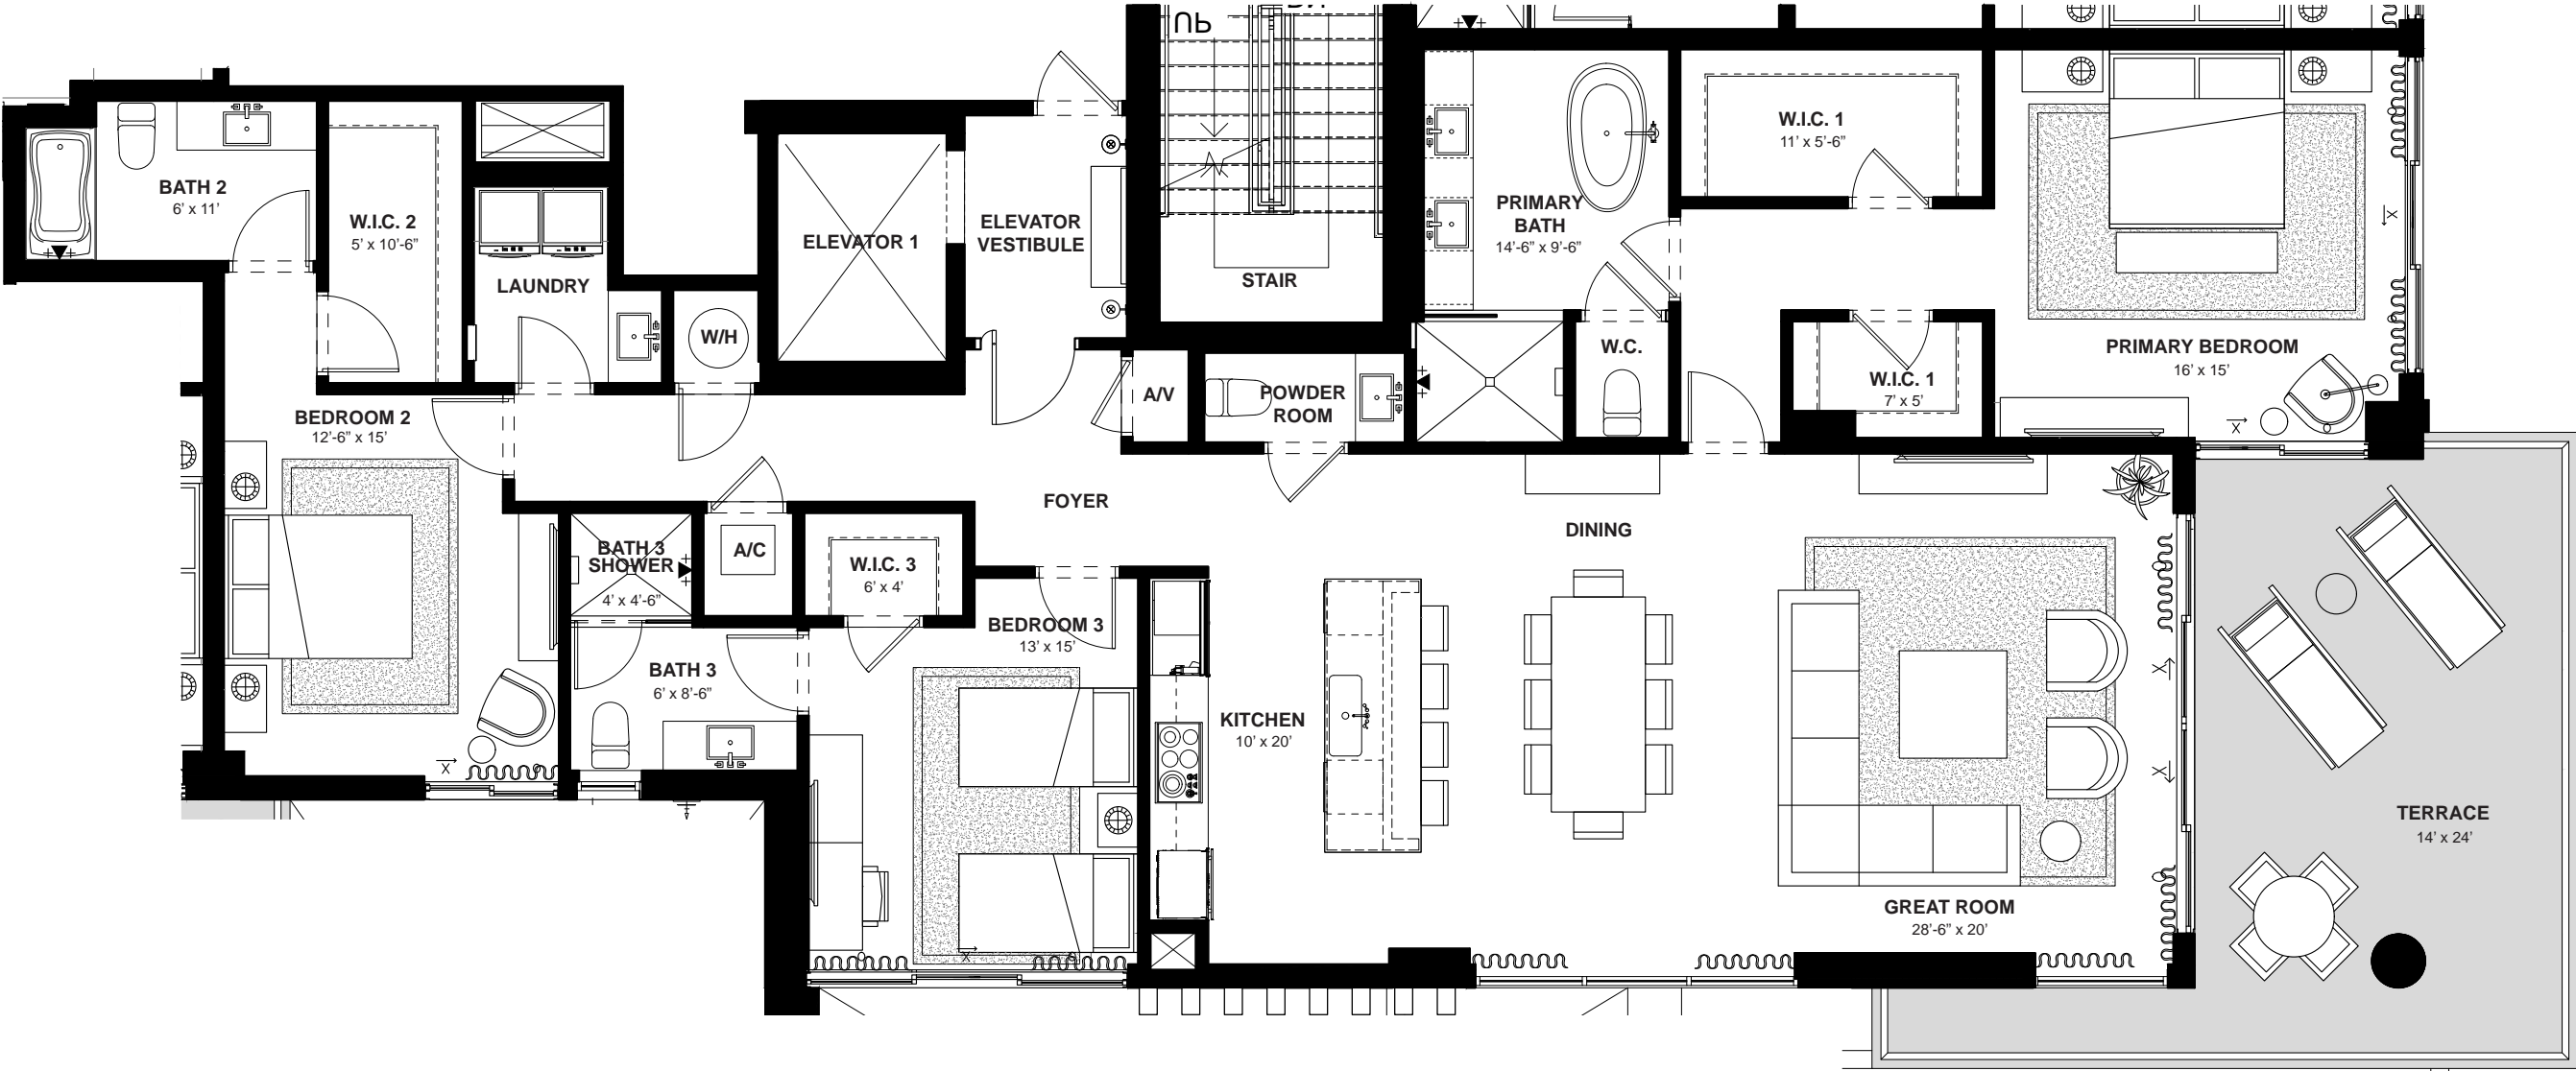 UP
BATH 2
6' x 11'
W.I.C. 2
5' x 10'-6"
LAUNDRY
W/H
ELEVATOR 1
ELEVATOR
VESTIBULE
STAIR
PRIMARY
BATH
14'-6" x 9'-6"
W.I.C. 1
11' x 5'-6"
W.C.
W.I.C. 1
7' x 5'
PRIMARY BEDROOM
16' x 15'
X
X
A/V
POWDER
ROOM
BEDROOM 2
12'-6" x 15'
X
FOYER
DINING
BATH 3
SHOWER
4' x 4'-6"
A/C
W.I.C. 3
6' x 4'
BEDROOM 3
13' x 15'
X
BATH 3
6' x 8'-6"
KITCHEN
10' x 20'
GREAT ROOM
28'-6" x 20'
X
X
TERRACE
14' x 24'